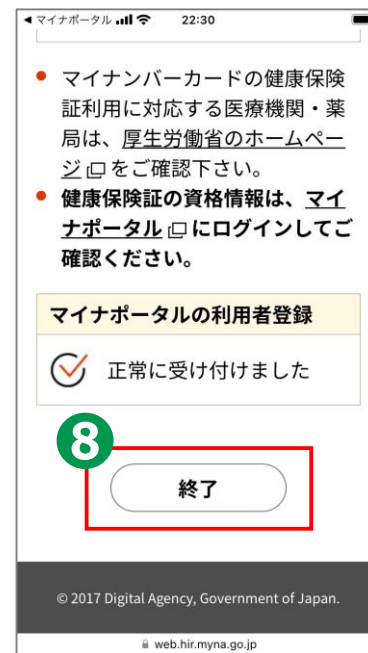 ◀マイナポータル 22:30
マイナンバーカードの健康保険
証利用に対応する医療機関・薬
局は、厚生労働省のホームペー
ジをご確認下さい。
健康保険証の資格情報は、マイ
ナポータルにログインしてご
確認ください。
マイナポータルの利用者登録
正常に受け付けました
8
終了
© 2017 Digital Agency, Government of Japan.
web.hir.myna.go.jp